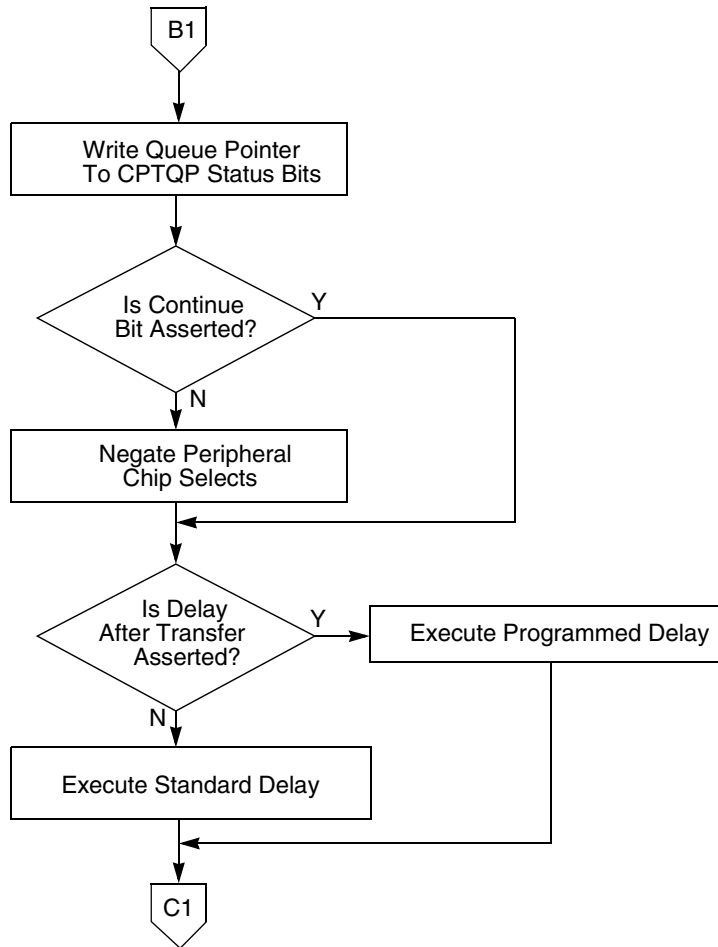 B1
Write Queue Pointer
To CPTQP Status Bits
Is Continue
Bit Asserted?
Y
N
Negate Peripheral
Chip Selects
Is Delay
After Transfer
Asserted?
Y
Execute Programmed Delay
N
Execute Standard Delay
C1